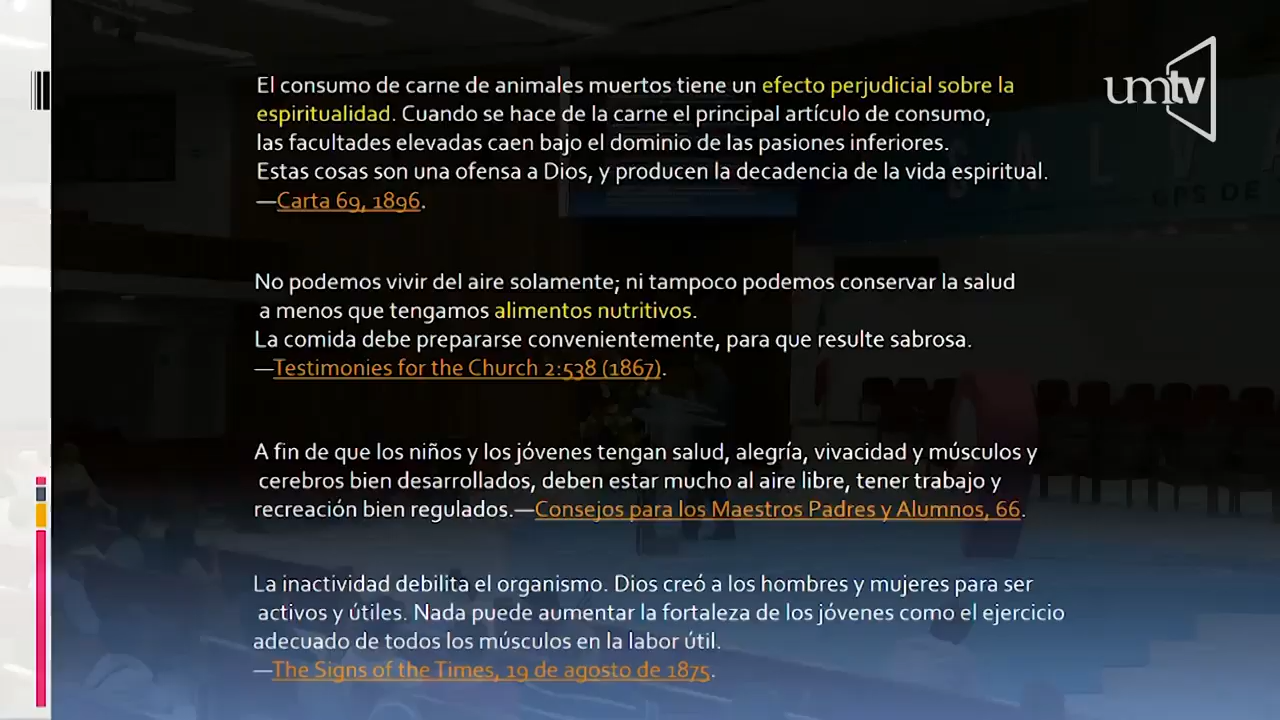 umtv
El consumo de carne de animales muertos tiene un efecto perjudicial sobre la
espiritualidad. Cuando se hace de la carne el principal artículo de consumo,
las facultades elevadas caen bajo el dominio de las pasiones inferiores.
Estas cosas son una ofensa a Dios, y producen la decadencia de la vida espiritual.
—Carta 69, 1896.
No podemos vivir del aire solamente; ni tampoco podemos conservar la salud
a menos que tengamos alimentos nutritivos.
La comida debe prepararse convenientemente, para que resulte sabrosa.
—Testimonies for the Church 2:538 (1867).
A fin de que los niños y los jóvenes tengan salud, alegría, vivacidad y músculos y
cerebros bien desarrollados, deben estar mucho al aire libre, tener trabajo y
recreación bien regulados.—Consejos para los Maestros Padres y Alumnos, 66.
La inactividad debilita el organismo. Dios creó a los hombres y mujeres para ser
activos y útiles. Nada puede aumentar la fortaleza de los jóvenes como el ejercicio
adecuado de todos los músculos en la labor útil.
—The Signs of the Times, 19 de agosto de 1875.